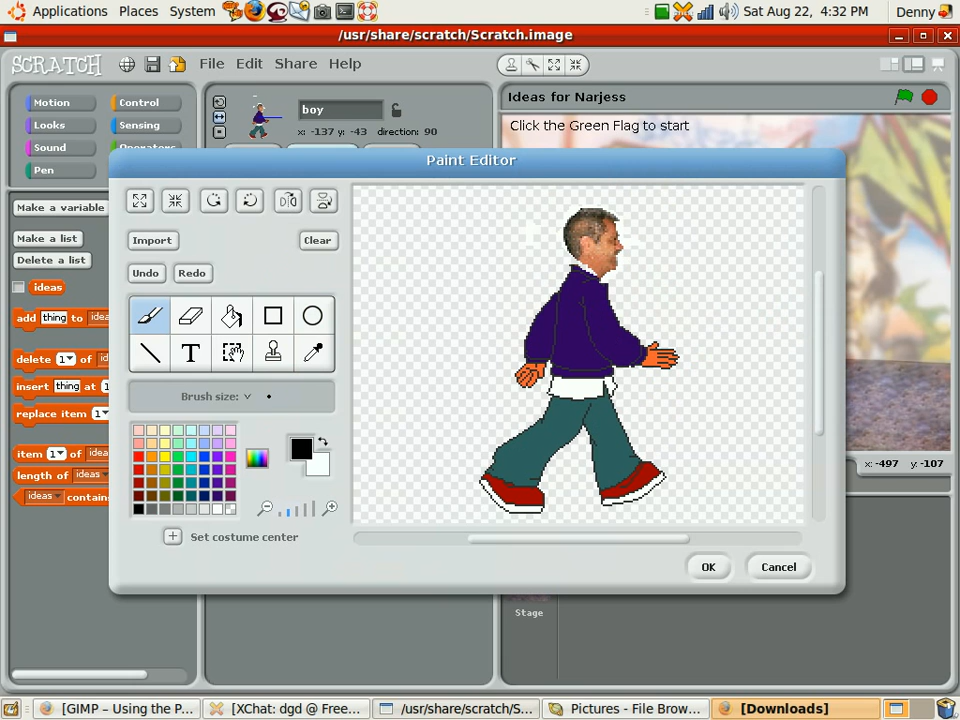 Applications Places System Sat Aug 22, 4:32 PM Denny
/usr/share/scratch/Scratch.image
SCRATCH File Edit Share Help
Motion Control
Looks Sensing
Sound Operators
Pen
boy
x: -137 y: -43 direction: 90
Ideas for Narjess
Click the Green Flag to start
Paint Editor
Make a variable
Make a list
Delete a list
ideas
add thing to idea
delete 1 of id
insert thing at 1
replace item 1
item 1 of idea
length of ideas
ideas contains
Import Clear
Undo Redo
T
Brush size:
Set costume center
OK Cancel
x: -497 y: -107
Stage
[GIMP – Using the P... [XChat: dgd @ Free... /usr/share/scratch/S... Pictures - File Brow... [Downloads]